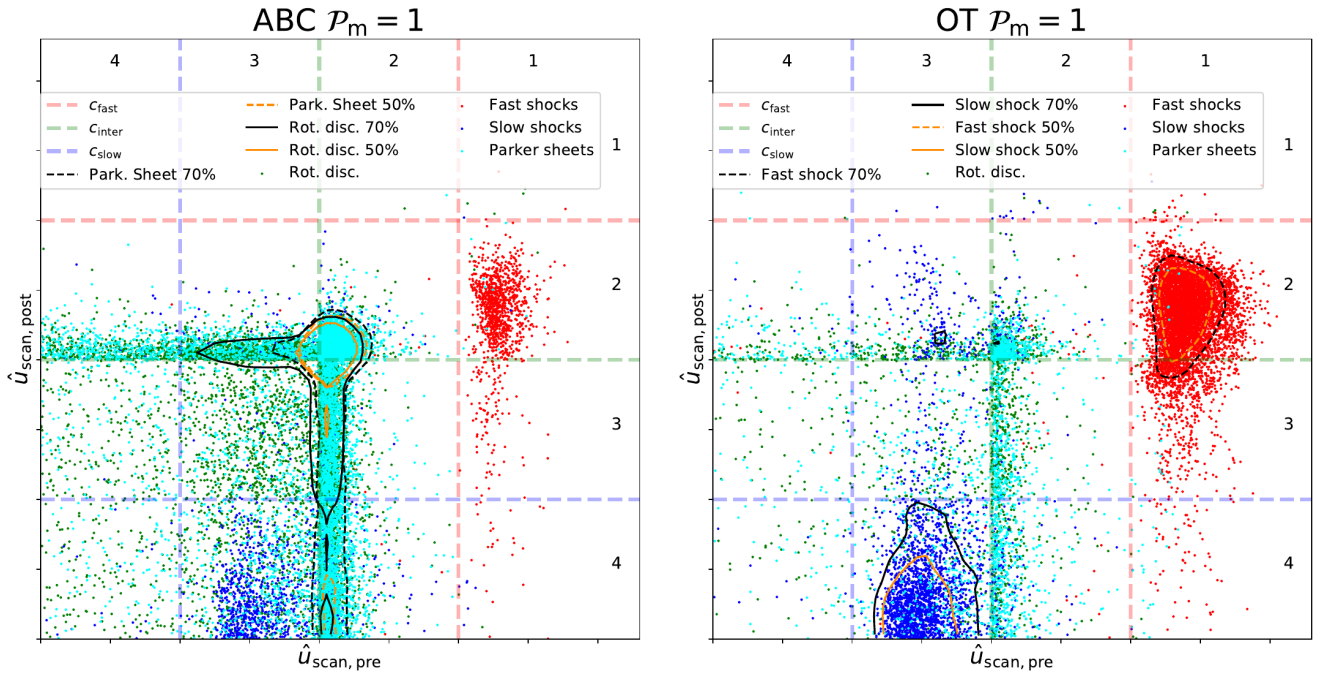 ABC 𝒫m = 1
4 3 2 1
c_fast
c_inter
c_slow
Park. Sheet 70%
Park. Sheet 50%
Rot. disc. 70%
Rot. disc. 50%
Rot. disc.
Fast shocks
Slow shocks
Parker sheets
1
2
3
4
û_scan, post
û_scan, pre
OT 𝒫m = 1
4 3 2 1
c_fast
c_inter
c_slow
Fast shock 70%
Slow shock 70%
Fast shock 50%
Slow shock 50%
Rot. disc.
Fast shocks
Slow shocks
Parker sheets
1
2
3
4
û_scan, post
û_scan, pre